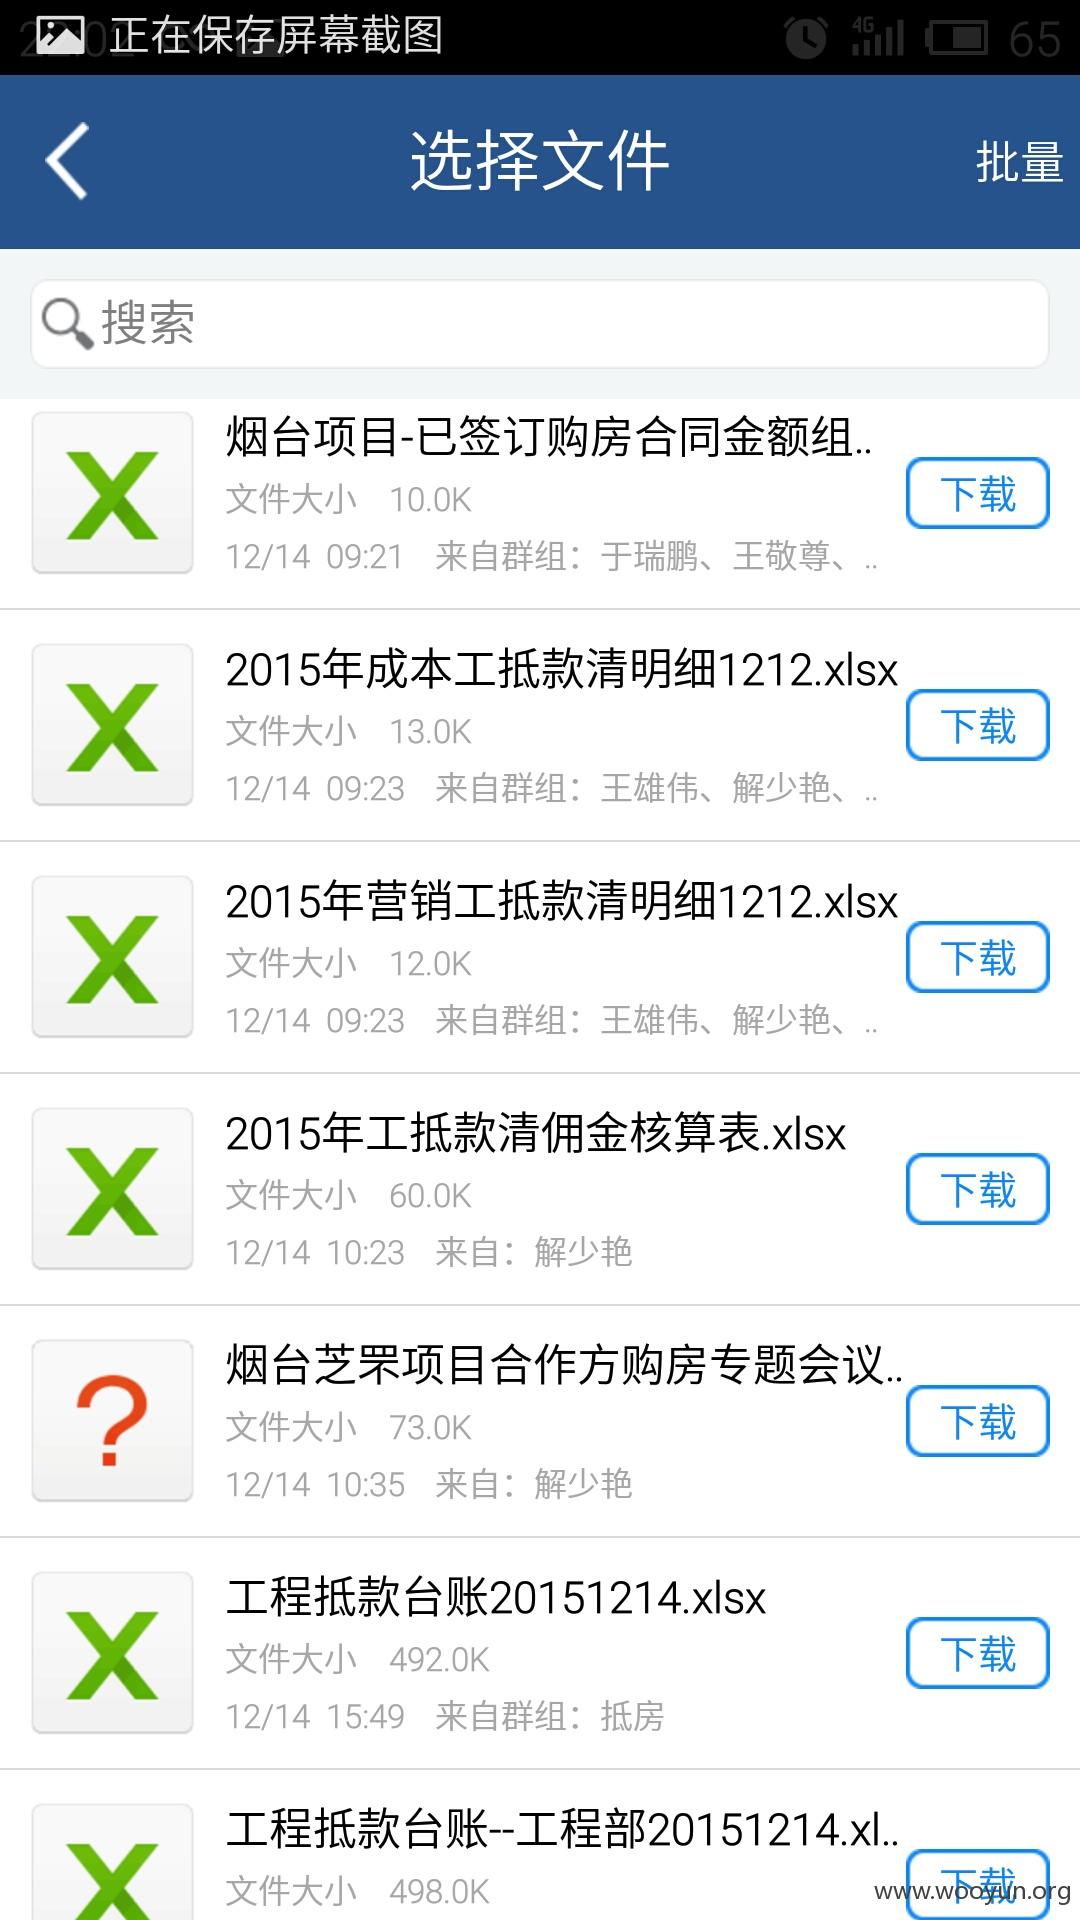 正在保存屏幕截图
22:02
4G
65
选择文件
批量
搜索
烟台项目-已签订购房合同金额组..
文件大小 10.0K
下载
12/14 09:21 来自群组：于瑞鹏、王敬尊、..
2015年成本工抵款清明细1212.xlsx
文件大小 13.0K
下载
12/14 09:23 来自群组：王雄伟、解少艳、..
2015年营销工抵款清明细1212.xlsx
文件大小 12.0K
下载
12/14 09:23 来自群组：王雄伟、解少艳、..
2015年工抵款清佣金核算表.xlsx
文件大小 60.0K
下载
12/14 10:23 来自：解少艳
烟台芝罘项目合作方购房专题会议..
文件大小 73.0K
下载
12/14 10:35 来自：解少艳
工程抵款台账20151214.xlsx
文件大小 492.0K
下载
12/14 15:49 来自群组：抵房
工程抵款台账--工程部20151214.xl..
文件大小 498.0K
下载
www.wooyun.org